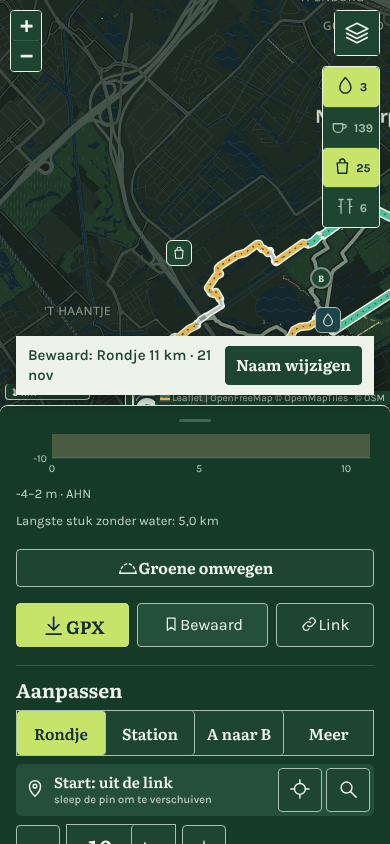 +
−
3
139
25
6
B
'T HAANTJE
Bewaard: Rondje 11 km · 21
nov
Naam wijzigen
Leaflet | OpenFreeMap © OpenMapTiles · © OSM
-10
0 5 10
-4–2 m · AHN
Langste stuk zonder water: 5,0 km
Groene omwegen
GPX
Bewaard
Link
Aanpassen
Rondje
Station
A naar B
Meer
Start: uit de link
sleep de pin om te verschuiven